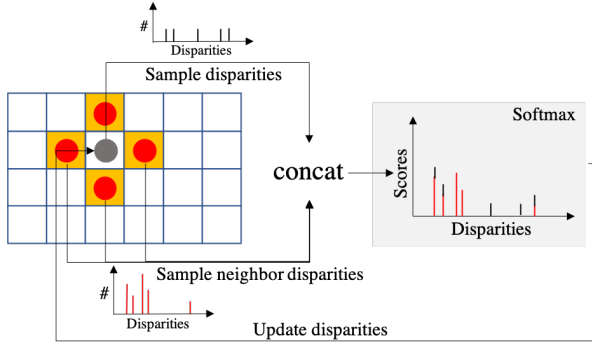 #
Disparities
Sample disparities
Softmax
concat
Scores
Disparities
Sample neighbor disparities
#
Disparities
Update disparities